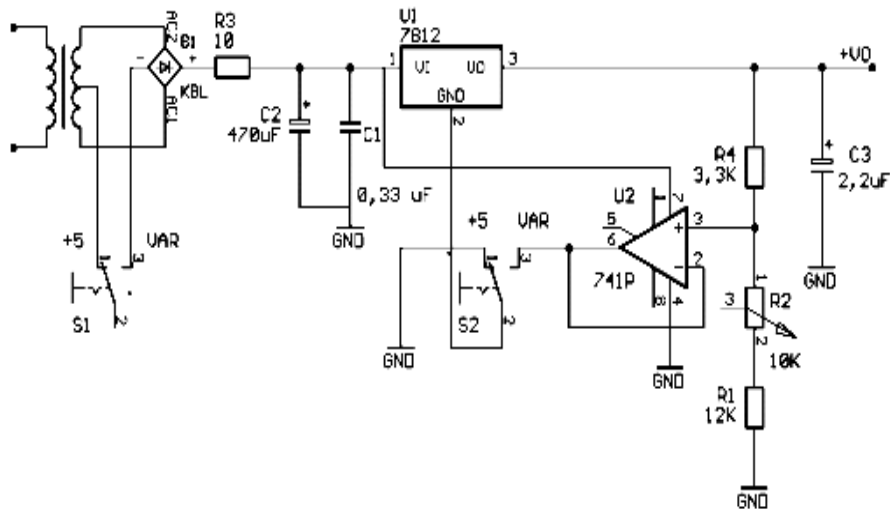 AC2
B1
-
+
KBL
AC1
R3
10
U1
7812
1
VI
VO
3
GND
2
+VO
C2
470uF
+
C1
0,33 uF
GND
R4
3,3K
C3
+
2,2uF
GND
+5
VAR
1
3
S1
2
+5
VAR
1
3
S2
2
GND
U2
1
7
5
6
+
3
-
2
741P
8
4
GND
1
3
R2
2
10K
R1
12K
GND